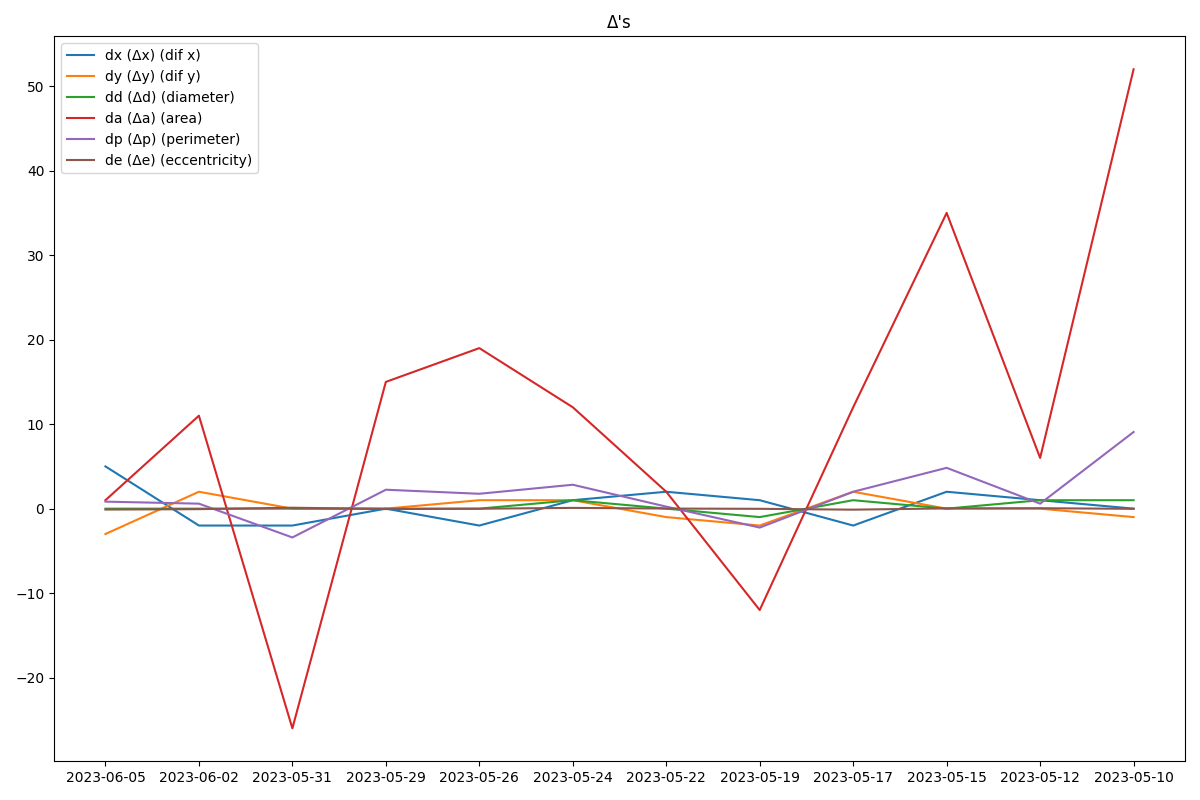 Δ's
dx (Δx) (dif x)
dy (Δy) (dif y)
dd (Δd) (diameter)
da (Δa) (area)
dp (Δp) (perimeter)
de (Δe) (eccentricity)
50
40
30
20
10
0
−10
−20
2023-06-05 2023-06-02 2023-05-31 2023-05-29 2023-05-26 2023-05-24 2023-05-22 2023-05-19 2023-05-17 2023-05-15 2023-05-12 2023-05-10